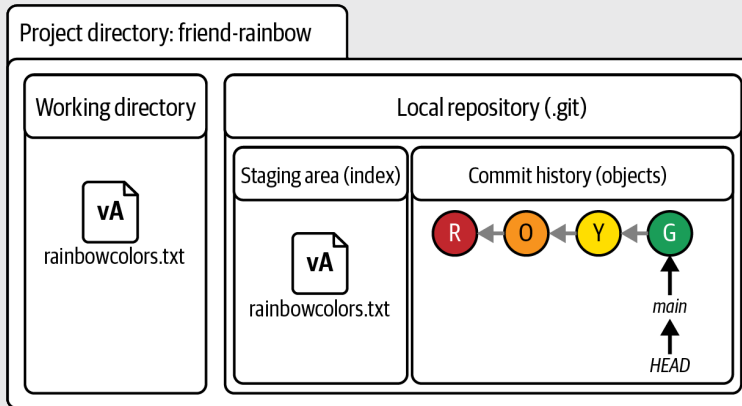 Project directory: friend-rainbow
Working directory
Local repository (.git)
Staging area (index)
Commit history (objects)
vA
rainbowcolors.txt
vA
rainbowcolors.txt
R
O
Y
G
main
HEAD